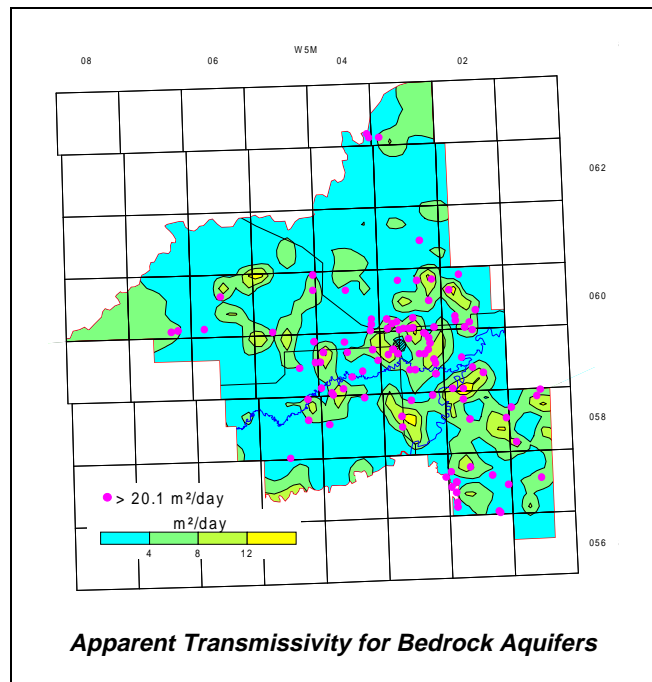 W5M
08 06 04 02
062
060
058
056
> 20.1 m²/day
m²/day
4 8 12
Apparent Transmissivity for Bedrock Aquifers